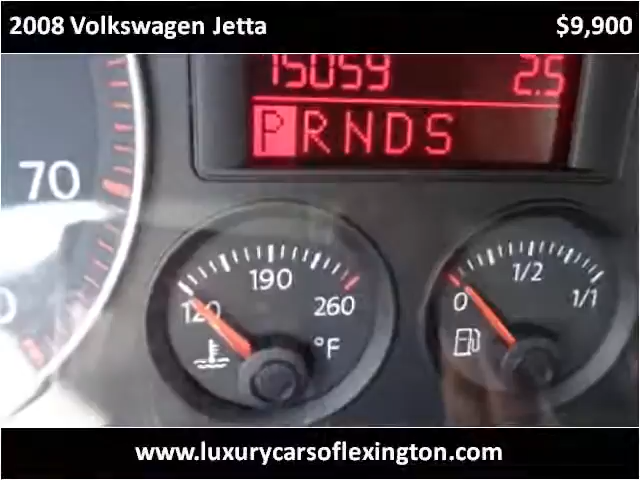 2008 Volkswagen Jetta $9,900
15059 2.5
PRNDS
70
190
1/2
120 260
0 1/1
°F
www.luxurycarsoflexington.com